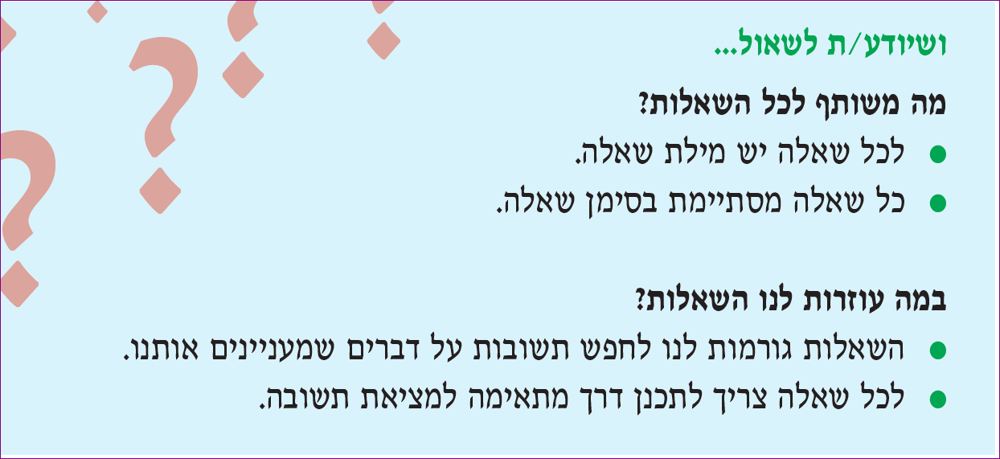 ושיודע/ת לשאול...
מה משותף לכל השאלות?
● לכל שאלה יש מילת שאלה.
● כל שאלה מסתיימת בסימן שאלה.
במה עוזרות לנו השאלות?
● השאלות גורמות לנו לחפש תשובות על דברים שמעניינים אותנו.
● לכל שאלה צריך לתכנן דרך מתאימה למציאת תשובה.